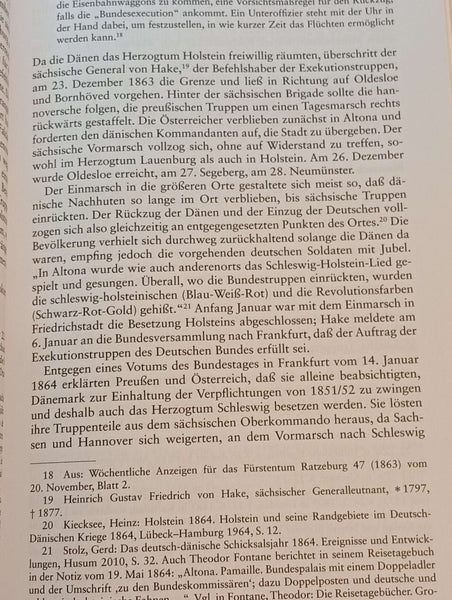 die Eisenbahnwaggons zu kommen, eine Vorsichtsmaßregel für den Rückzug,
falls die „Bundesexecution“ ankommt. Ein Unteroffizier steht mit der Uhr in
der Hand dabei, um festzustellen, in wie kurzer Zeit das Flüchten ermöglicht
werden kann.18
Da die Dänen das Herzogtum Holstein freiwillig räumten, überschritt der
sächsische General von Hake,19 der Befehlshaber der Exekutionstruppen,
am 23. Dezember 1863 die Grenze und ließ in Richtung auf Oldesloe
und Bornhöved vorgehen. Hinter der sächsischen Brigade sollte die han-
noversche folgen, die preußischen Truppen um einen Tagesmarsch rechts
rückwärts gestaffelt. Die Österreicher verblieben zunächst in Altona und
forderten den dänischen Kommandanten auf, die Stadt zu übergeben. Der
sächsische Vormarsch vollzog sich, ohne auf Widerstand zu treffen, so-
wohl im Herzogtum Lauenburg als auch in Holstein. Am 26. Dezember
wurde Oldesloe erreicht, am 27. Segeberg, am 28. Neumünster.
Der Einmarsch in die größeren Orte gestaltete sich meist so, daß dä-
nische Nachhuten so lange im Ort verblieben, bis sächsische Truppen
einrückten. Der Rückzug der Dänen und der Einzug der Deutschen voll-
zogen sich also gleichzeitig an entgegengesetzten Punkten des Ortes.20 Die
Bevölkerung verhielt sich durchweg zurückhaltend solange die Dänen da
waren, empfing jedoch die vorgehenden deutschen Soldaten mit Jubel.
„In Altona wurde wie auch anderenorts das Schleswig-Holstein-Lied ge-
spielt und gesungen. Überall, wo die Bundestruppen einrückten, wurden
die schleswig-holsteinischen (Blau-Weiß-Rot) und die Revolutionsfarben
(Schwarz-Rot-Gold) gehißt.“21 Anfang Januar war mit dem Einmarsch in
Friedrichstadt die Besetzung Holsteins abgeschlossen; Hake meldete am
6. Januar an die Bundesversammlung nach Frankfurt, daß der Auftrag der
Exekutionstruppen des Deutschen Bundes erfüllt sei.
Entgegen eines Votums des Bundestages in Frankfurt vom 14. Januar
1864 erklärten Preußen und Österreich, daß sie alleine beabsichtigten,
Dänemark zur Einhaltung der Verpflichtungen von 1851/52 zu zwingen
und deshalb auch das Herzogtum Schleswig besetzen werden. Sie lösten
ihre Truppenteile aus dem sächsischen Oberkommando heraus, da Sach-
sen und Hannover sich weigerten, an dem Vormarsch nach Schleswig
18 Aus: Wöchentliche Anzeigen für das Fürstentum Ratzeburg 47 (1863) vom
20. November, Blatt 2.
19 Heinrich Gustav Friedrich von Hake, sächsischer Generalleutnant, * 1797,
† 1877.
20 Kiecksee, Heinz: Holstein 1864. Holstein und seine Randgebiete im Deutsch-
Dänischen Kriege 1864, Lübeck–Hamburg 1964, S. 12.
21 Stolz, Gerd: Das deutsch-dänische Schicksalsjahr 1864. Ereignisse und Entwick-
lungen, Husum 2010, S. 32. Auch Theodor Fontane berichtet in seinem Reisetagebuch
in der Notiz vom 19. Mai 1864: „Altona. Pamaille. Bundespalais mit einem Doppeladler
und der Umschrift ‚zu den Bundeskommissären‘; dazu Doppelposten und deutsche und
Fahnen Vgl. in Fontane, Theodor: Die Reisetagebücher. Gro-